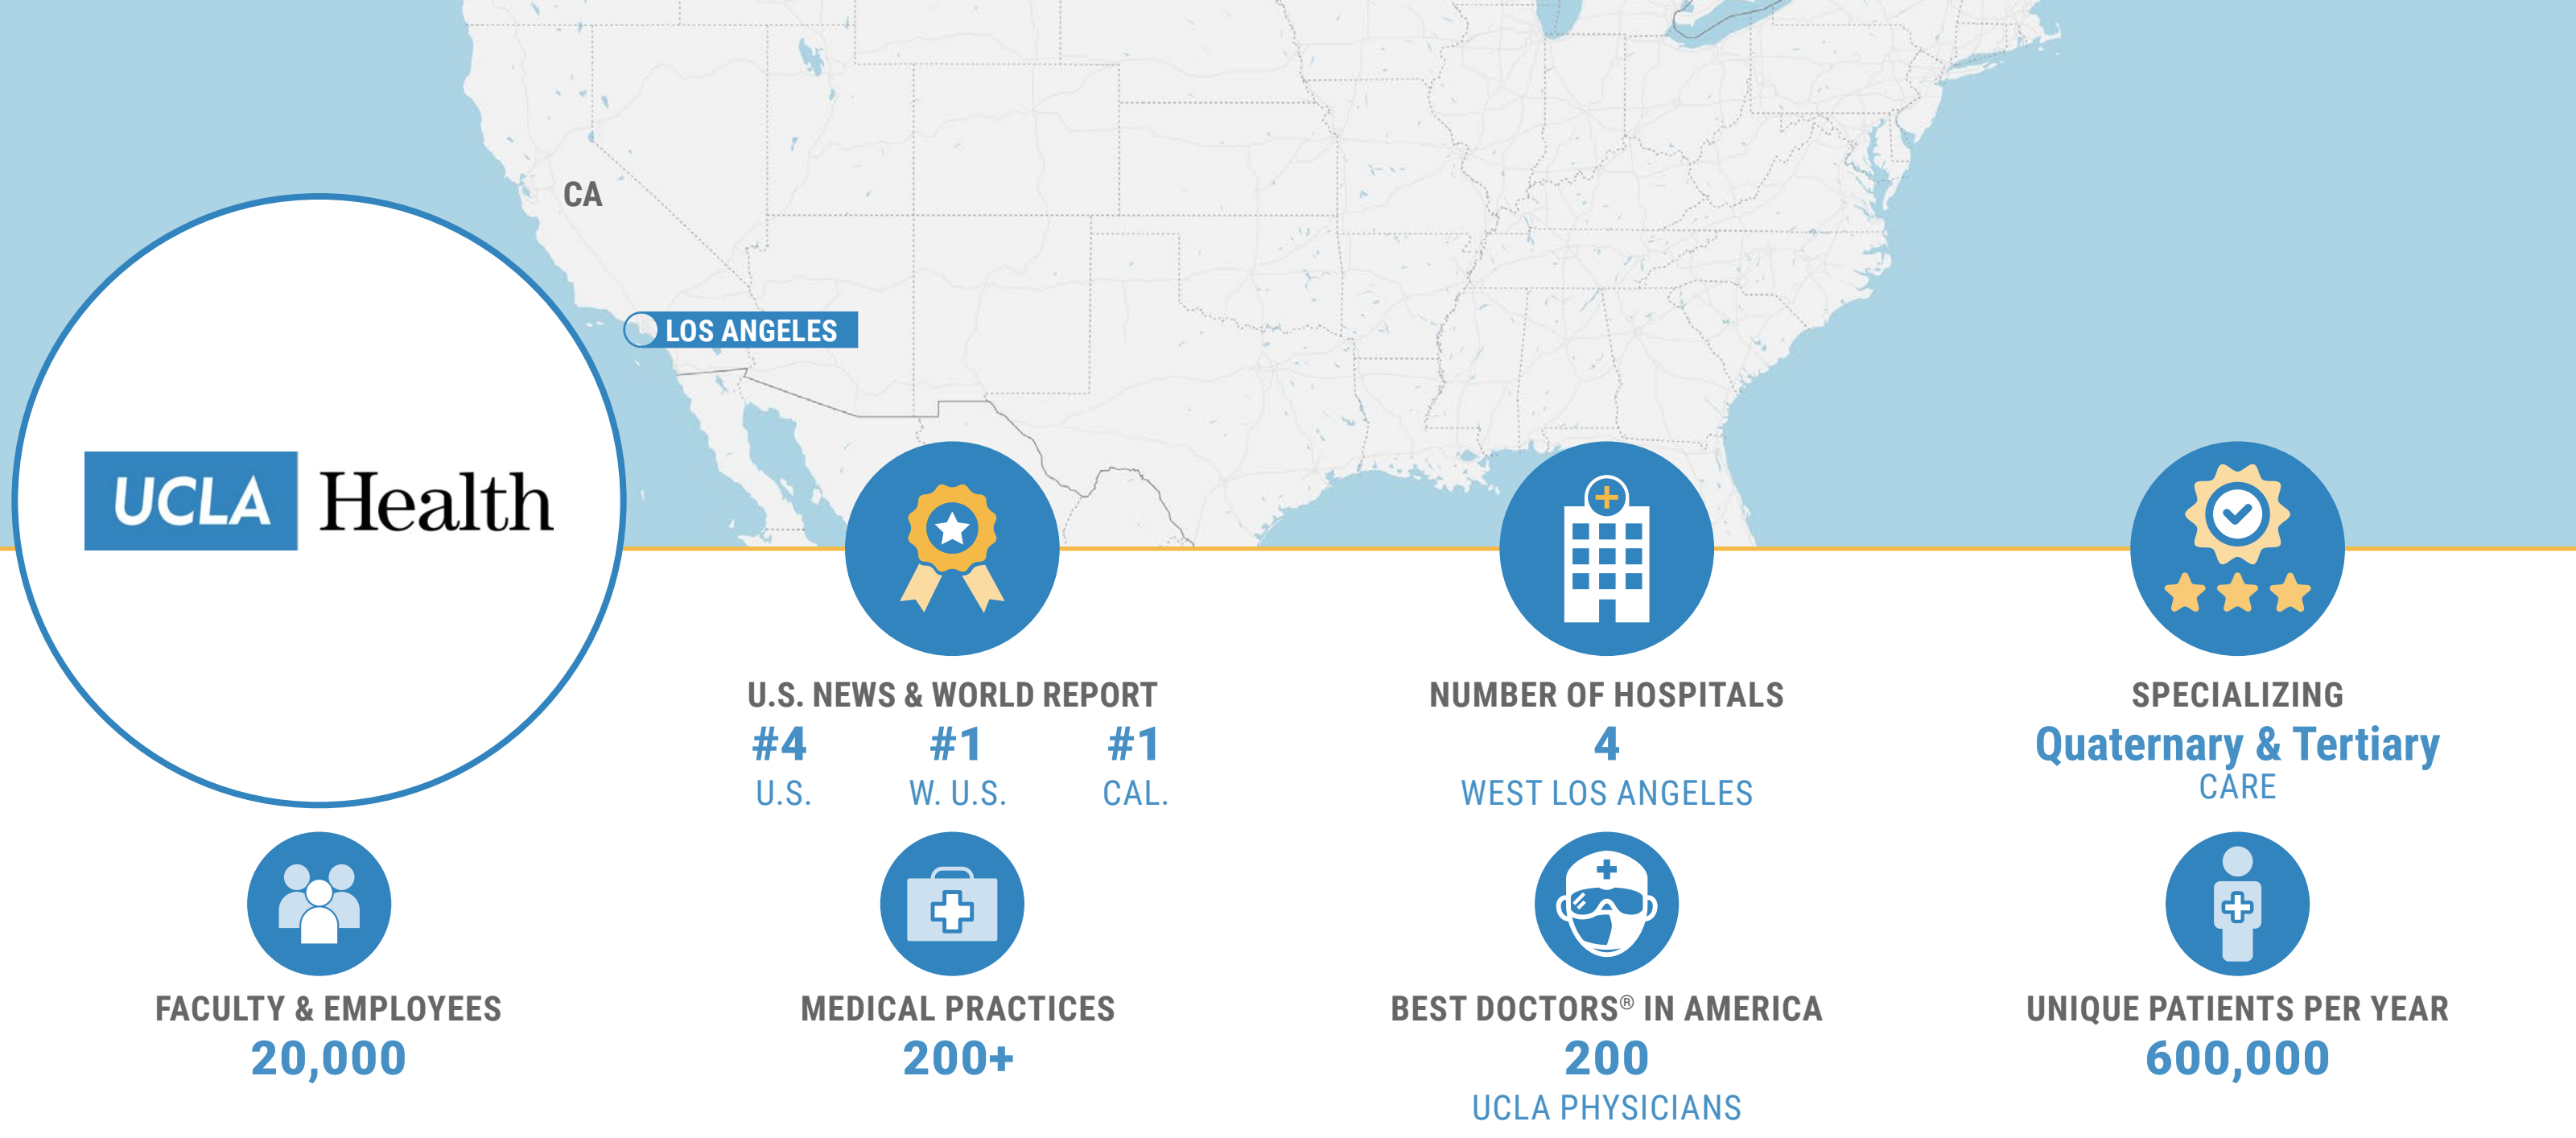 CA
LOS ANGELES
UCLA Health
U.S. NEWS & WORLD REPORT
#4 #1 #1
U.S. W. U.S. CAL.
NUMBER OF HOSPITALS
4
WEST LOS ANGELES
SPECIALIZING
Quaternary & Tertiary
CARE
FACULTY & EMPLOYEES
20,000
MEDICAL PRACTICES
200+
BEST DOCTORS® IN AMERICA
200
UCLA PHYSICIANS
UNIQUE PATIENTS PER YEAR
600,000